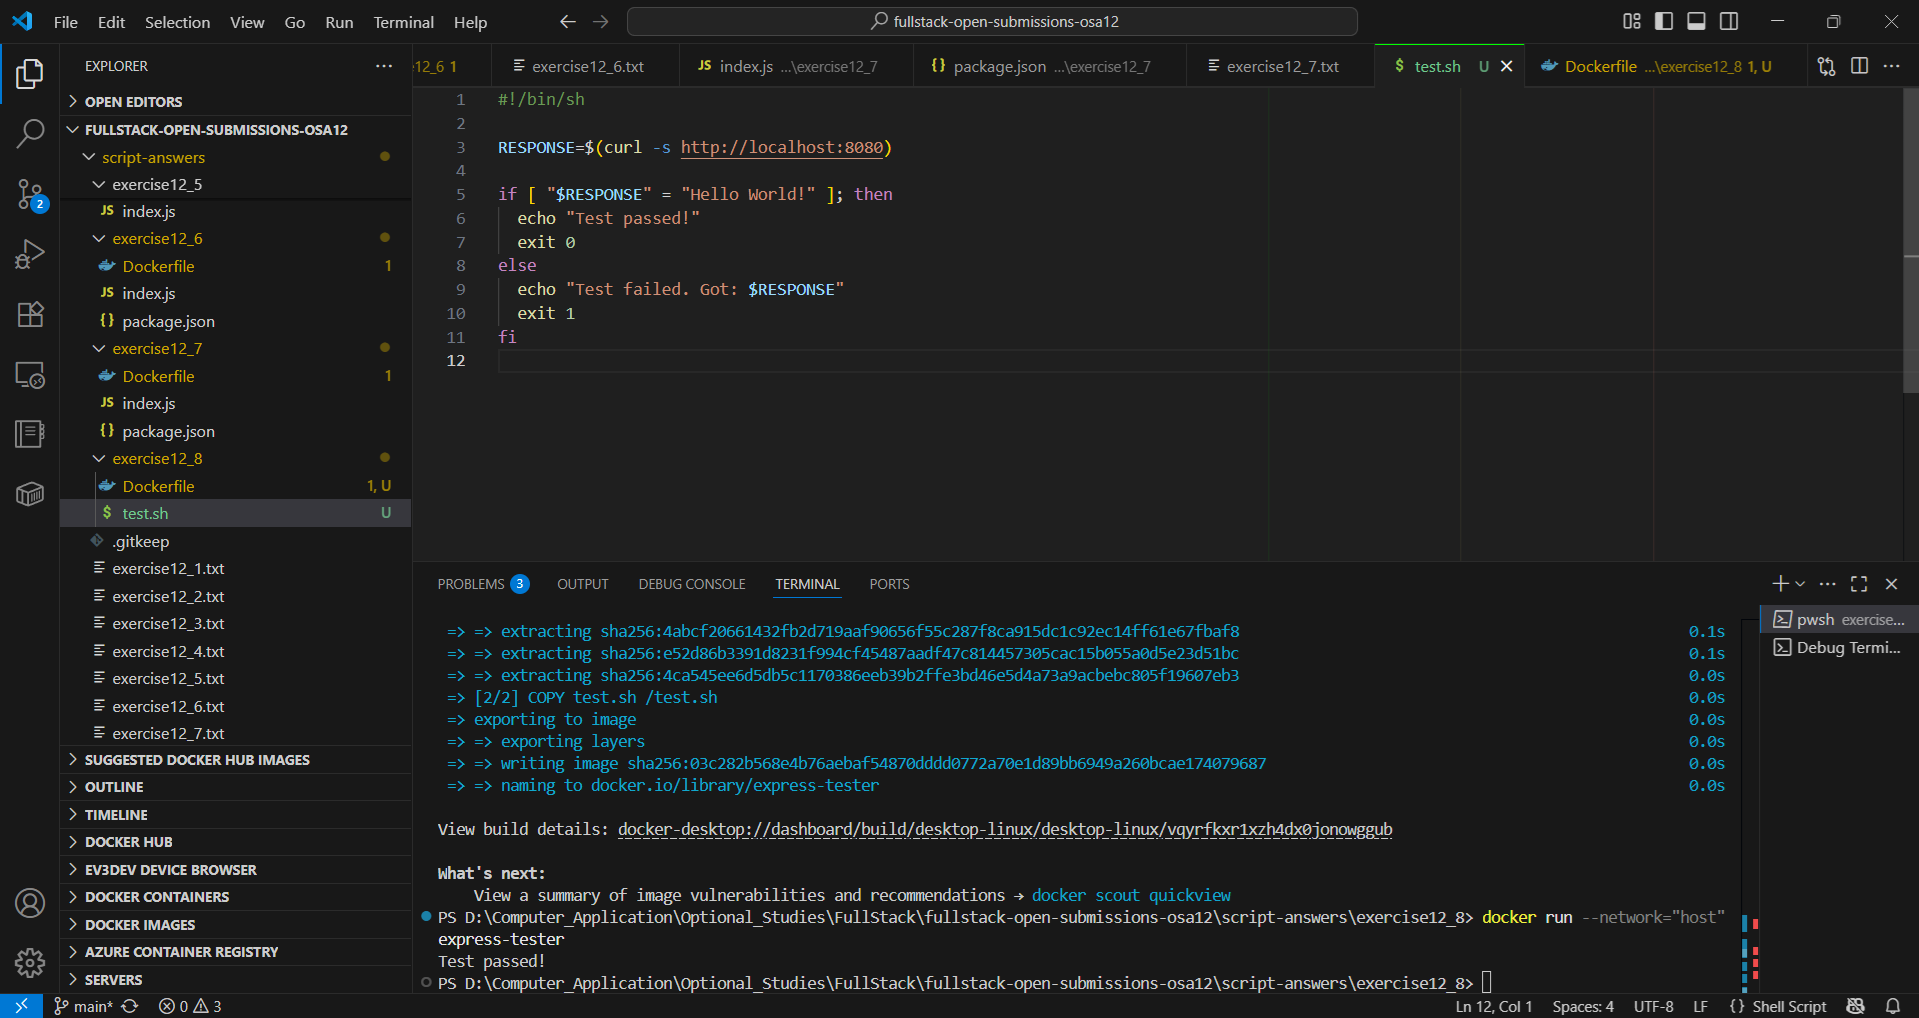 File Edit Selection View Go Run Terminal Help
fullstack-open-submissions-osa12
EXPLORER
OPEN EDITORS
FULLSTACK-OPEN-SUBMISSIONS-OSA12
script-answers
exercise12_5
JS index.js
exercise12_6
Dockerfile 1
JS index.js
{} package.json
exercise12_7
Dockerfile 1
JS index.js
{} package.json
exercise12_8
Dockerfile 1, U
$ test.sh U
.gitkeep
exercise12_1.txt
exercise12_2.txt
exercise12_3.txt
exercise12_4.txt
exercise12_5.txt
exercise12_6.txt
exercise12_7.txt
SUGGESTED DOCKER HUB IMAGES
OUTLINE
TIMELINE
DOCKER HUB
EV3DEV DEVICE BROWSER
DOCKER CONTAINERS
DOCKER IMAGES
AZURE CONTAINER REGISTRY
SERVERS
2
e12_6 1 exercise12_6.txt JS index.js ...\exercise12_7 {} package.json ...\exercise12_7 exercise12_7.txt $ test.sh U Dockerfile ...\exercise12_8 1, U
1 #!/bin/sh
2
3 RESPONSE=$(curl -s http://localhost:8080)
4
5 if [ "$RESPONSE" = "Hello World!" ]; then
6 echo "Test passed!"
7 exit 0
8 else
9 echo "Test failed. Got: $RESPONSE"
10 exit 1
11 fi
12
PROBLEMS 3 OUTPUT DEBUG CONSOLE TERMINAL PORTS
=> => extracting sha256:4abcf20661432fb2d719aaf90656f55c287f8ca915dc1c92ec14ff61e67fbaf8 0.1s
=> => extracting sha256:e52d86b3391d8231f994cf45487aadf47c814457305cac15b055a0d5e23d51bc 0.1s
=> => extracting sha256:4ca545ee6d5db5c1170386eeb39b2ffe3bd46e5d4a73a9acbebc805f19607eb3 0.0s
=> [2/2] COPY test.sh /test.sh 0.0s
=> exporting to image 0.0s
=> => exporting layers 0.0s
=> => writing image sha256:03c282b568e4b76aebaf54870dddd0772a70e1d89bb6949a260bcae174079687 0.0s
=> => naming to docker.io/library/express-tester 0.0s
View build details: docker-desktop://dashboard/build/desktop-linux/desktop-linux/vqyrfkxr1xzh4dx0jonowggub
What's next:
View a summary of image vulnerabilities and recommendations → docker scout quickview
PS D:\Computer_Application\Optional_Studies\FullStack\fullstack-open-submissions-osa12\script-answers\exercise12_8> docker run --network="host"
express-tester
Test passed!
PS D:\Computer_Application\Optional_Studies\FullStack\fullstack-open-submissions-osa12\script-answers\exercise12_8>
pwsh exercise...
Debug Termi...
main* 0 3
Ln 12, Col 1 Spaces: 4 UTF-8 LF {} Shell Script